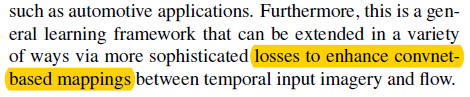 such as automotive applications. Furthermore, this is a gen-
eral learning framework that can be extended in a variety
of ways via more sophisticated losses to enhance convnet-
based mappings between temporal input imagery and flow.